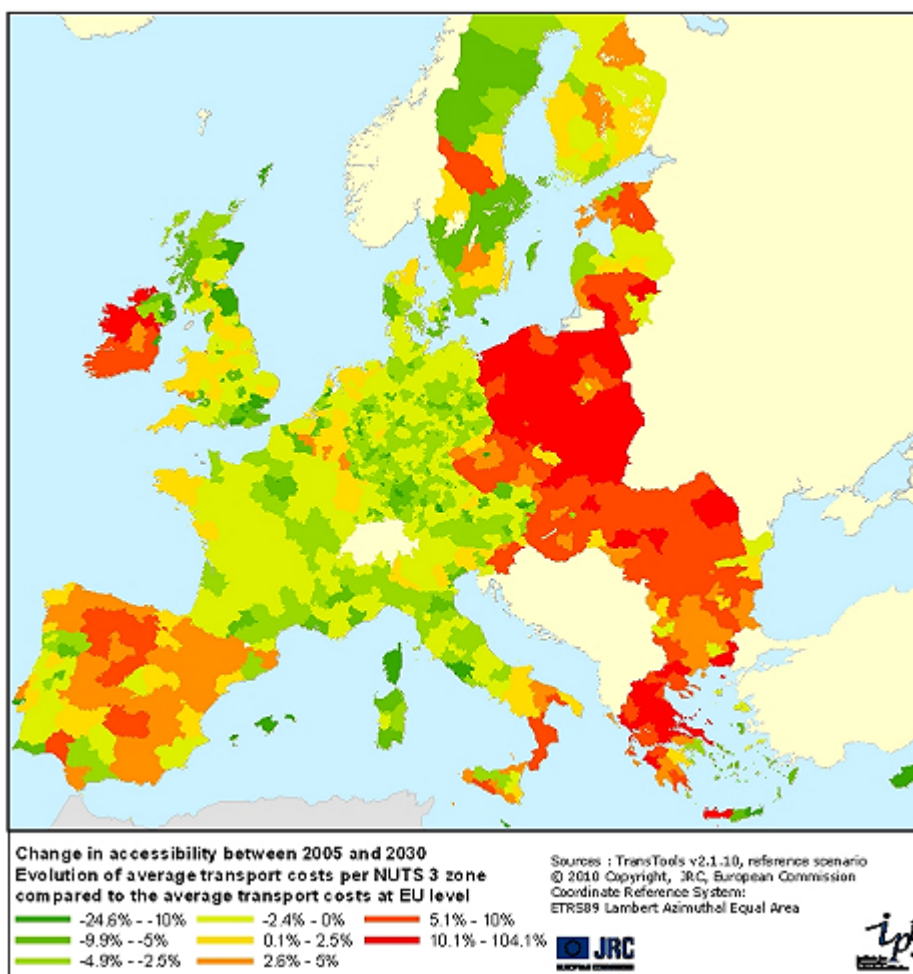 Change in accessibility between 2005 and 2030
Evolution of average transport costs per NUTS 3 zone
compared to the average transport costs at EU level
-24.6% - -10%
-2.4% - 0%
5.1% - 10%
-9.9% - -5%
0.1% - 2.5%
10.1% - 104.1%
-4.9% - -2.5%
2.6% - 5%
Sources : TransTools v2.1.10, reference scenario
© 2010 Copyright, JRC, European Commission
Coordinate Reference System:
ETRS89 Lambert Azimuthal Equal Area
JRC
EUROPEAN COMMISSION